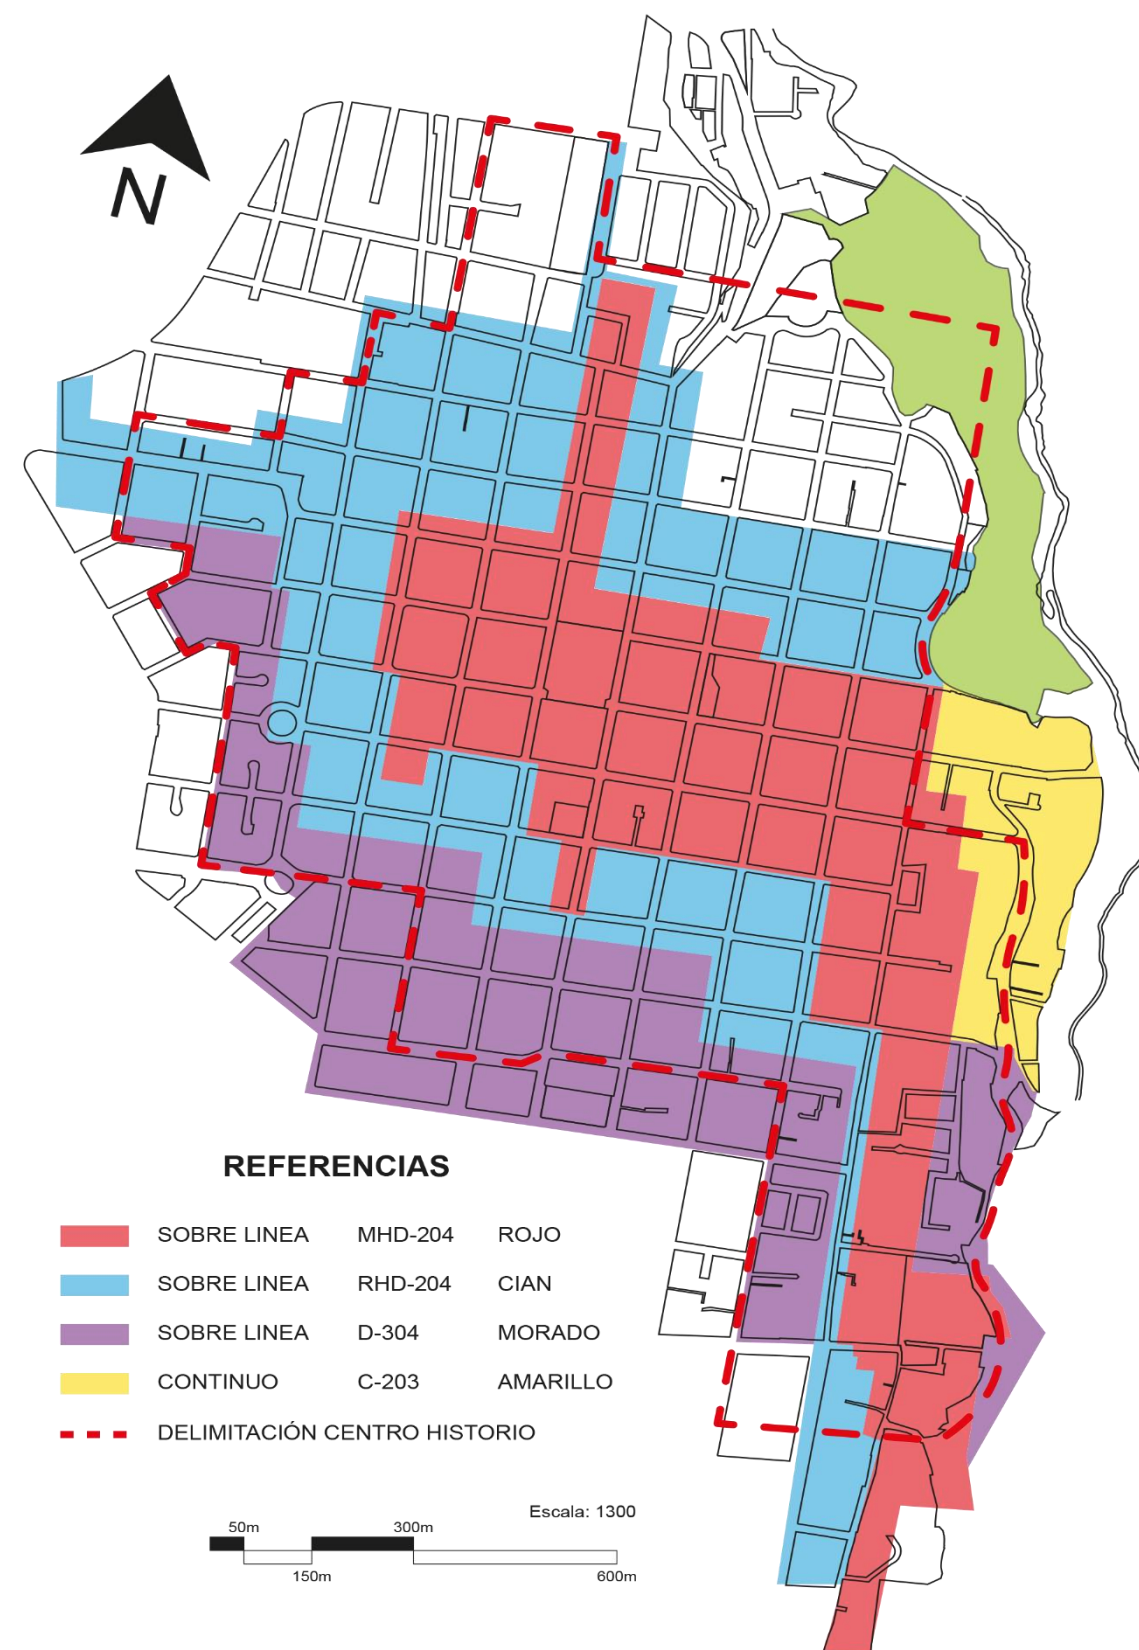 N
REFERENCIAS
SOBRE LINEA MHD-204 ROJO
SOBRE LINEA RHD-204 CIAN
SOBRE LINEA D-304 MORADO
CONTINUO C-203 AMARILLO
DELIMITACIÓN CENTRO HISTORIO
Escala: 1300
50m 300m
150m 600m